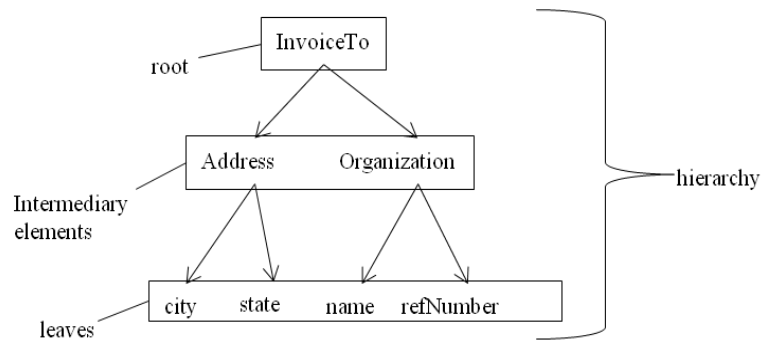 InvoiceTo
root
Address Organization
hierarchy
Intermediary
elements
city state name refNumber
leaves